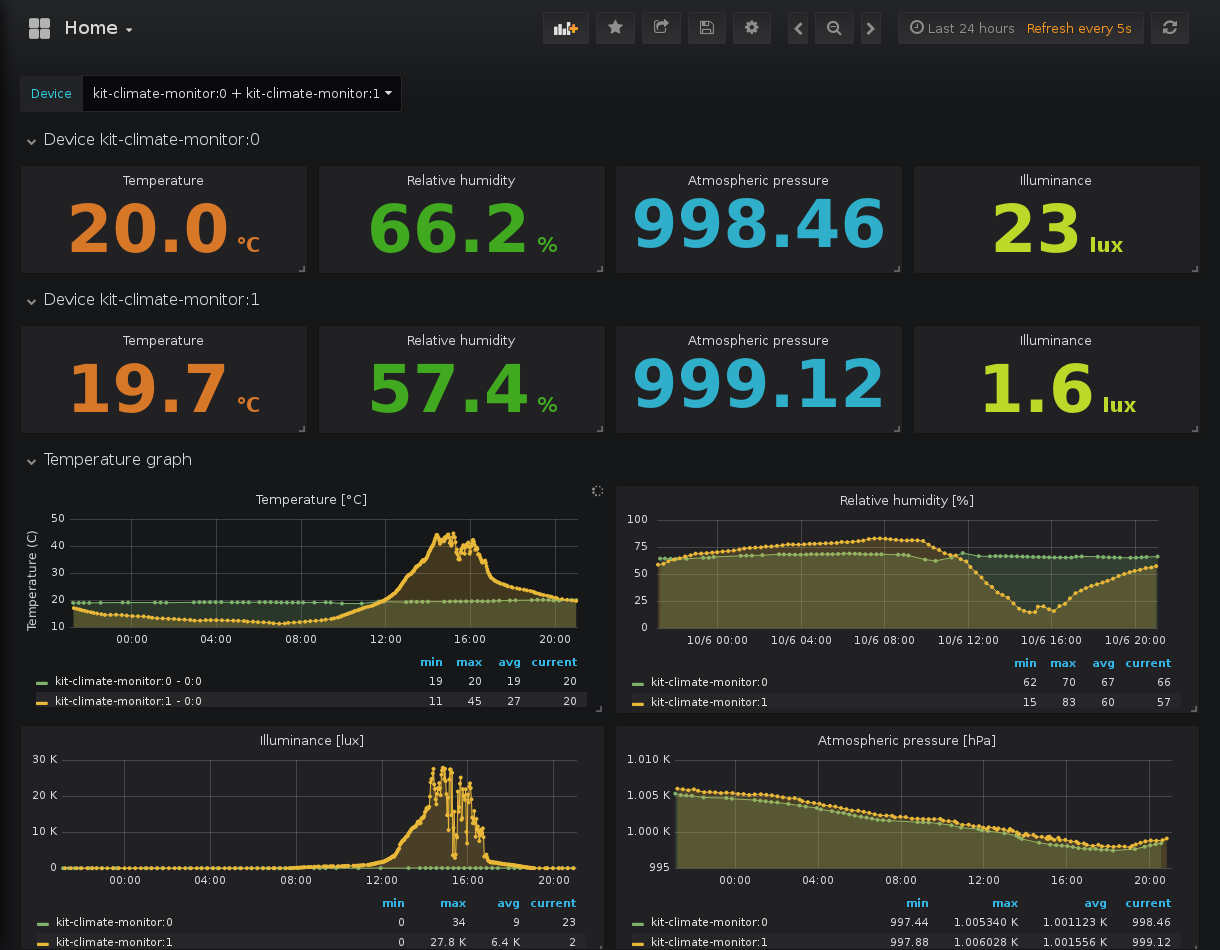 Home
Last 24 hours Refresh every 5s
Device kit-climate-monitor:0 + kit-climate-monitor:1
Device kit-climate-monitor:0
Temperature Relative humidity Atmospheric pressure Illuminance
20.0 °C 66.2 % 998.46 23 lux
Device kit-climate-monitor:1
Temperature Relative humidity Atmospheric pressure Illuminance
19.7 °C 57.4 % 999.12 1.6 lux
Temperature graph
Temperature [°C]
Temperature (C)
50
40
30
20
10
00:00 04:00 08:00 12:00 16:00 20:00
min max avg current
kit-climate-monitor:0 - 0:0 19 20 19 20
kit-climate-monitor:1 - 0:0 11 45 27 20
Relative humidity [%]
100
75
50
25
0
10/6 00:00 10/6 04:00 10/6 08:00 10/6 12:00 10/6 16:00 10/6 20:00
min max avg current
kit-climate-monitor:0 62 70 67 66
kit-climate-monitor:1 15 83 60 57
Illuminance [lux]
30 K
20 K
10 K
0
00:00 04:00 08:00 12:00 16:00 20:00
min max avg current
kit-climate-monitor:0 0 34 9 23
kit-climate-monitor:1 0 27.8 K 6.4 K 2
Atmospheric pressure [hPa]
1.010 K
1.005 K
1.000 K
995
00:00 04:00 08:00 12:00 16:00 20:00
min max avg current
kit-climate-monitor:0 997.44 1.005340 K 1.001123 K 998.46
kit-climate-monitor:1 997.88 1.006028 K 1.001556 K 999.12